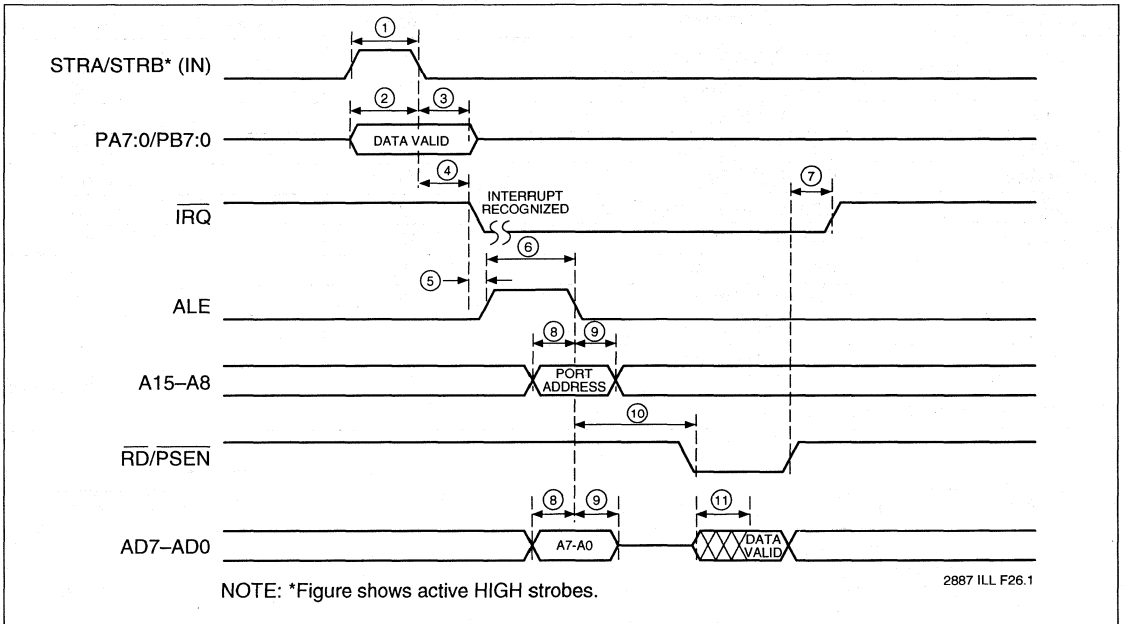 ①
STRA/STRB* (IN)
② ③
PA7:0/PB7:0 DATA VALID
④ ⑦
INTERRUPT
RECOGNIZED
IRQ
⑥
⑤
ALE
⑧ ⑨
A15–A8 PORT
ADDRESS
⑩
RD/PSEN
⑧ ⑨ ⑪
AD7–AD0 A7-A0 DATA
VALID
NOTE: *Figure shows active HIGH strobes.
2887 ILL F26.1